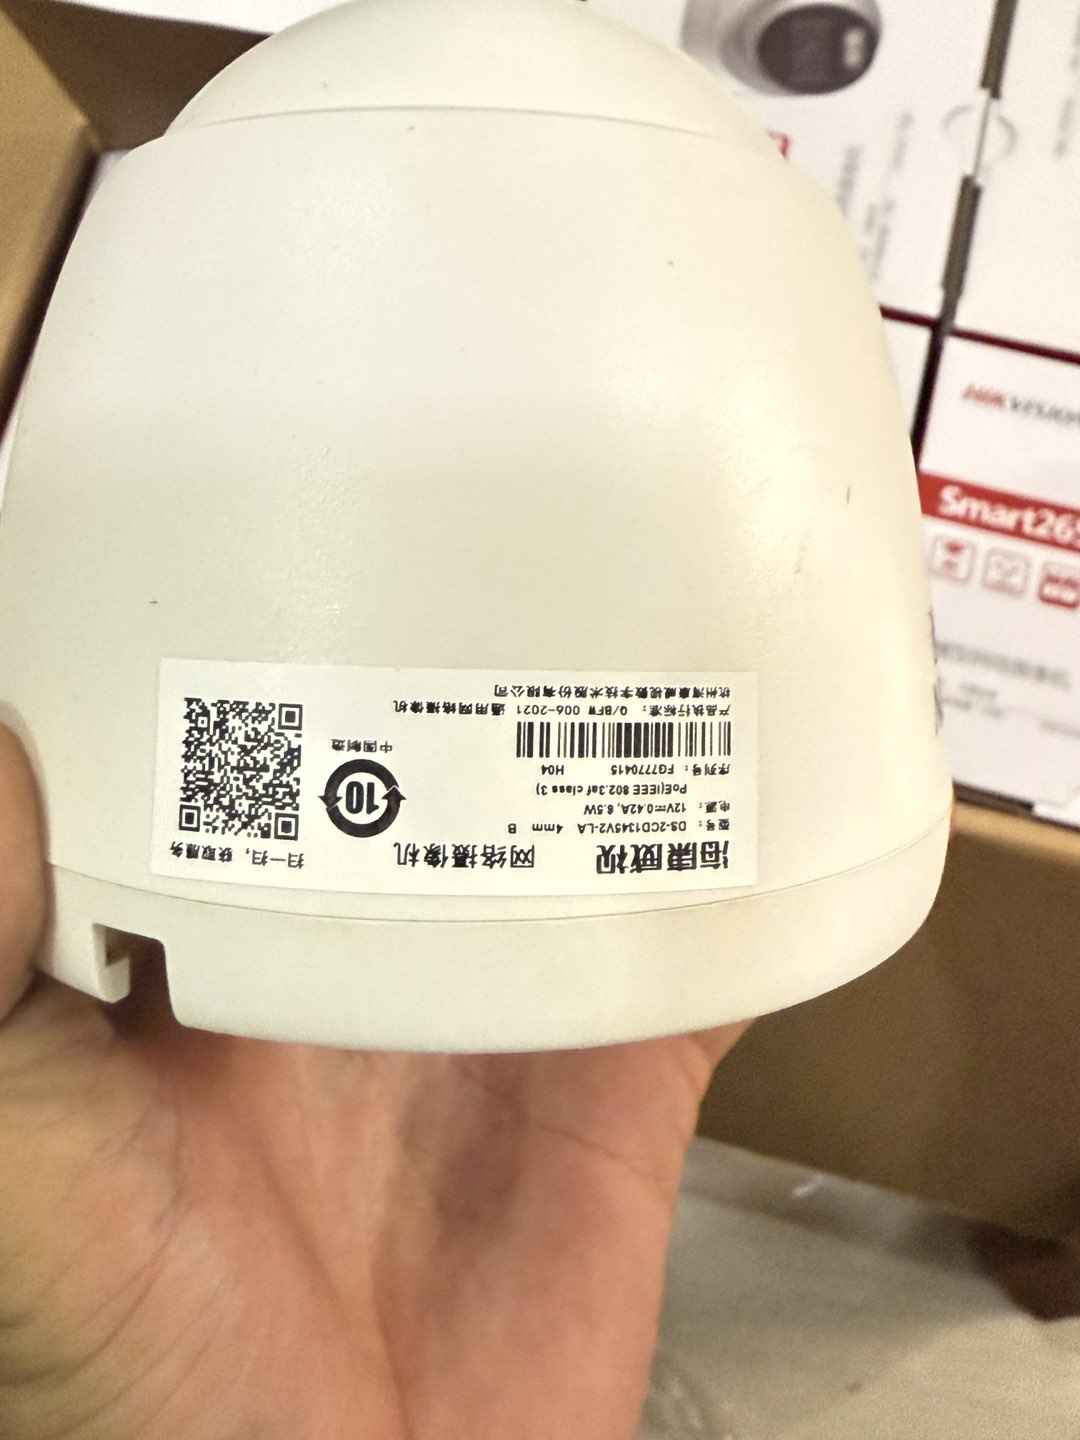 海康威视 网络摄像机
型号：DS-2CD1345V2-LA 4mm B
电源：12V⎓0.42A, 6.5W
PoE(IEEE 802.3af class 3)
序列号：FG7770415 H04
产品执行标准：Q/BFW 006-2021 通用网络摄像机
杭州海康威视数字技术股份有限公司
10
中国制造
扫一扫，获取服务
HIKVISION
Smart265